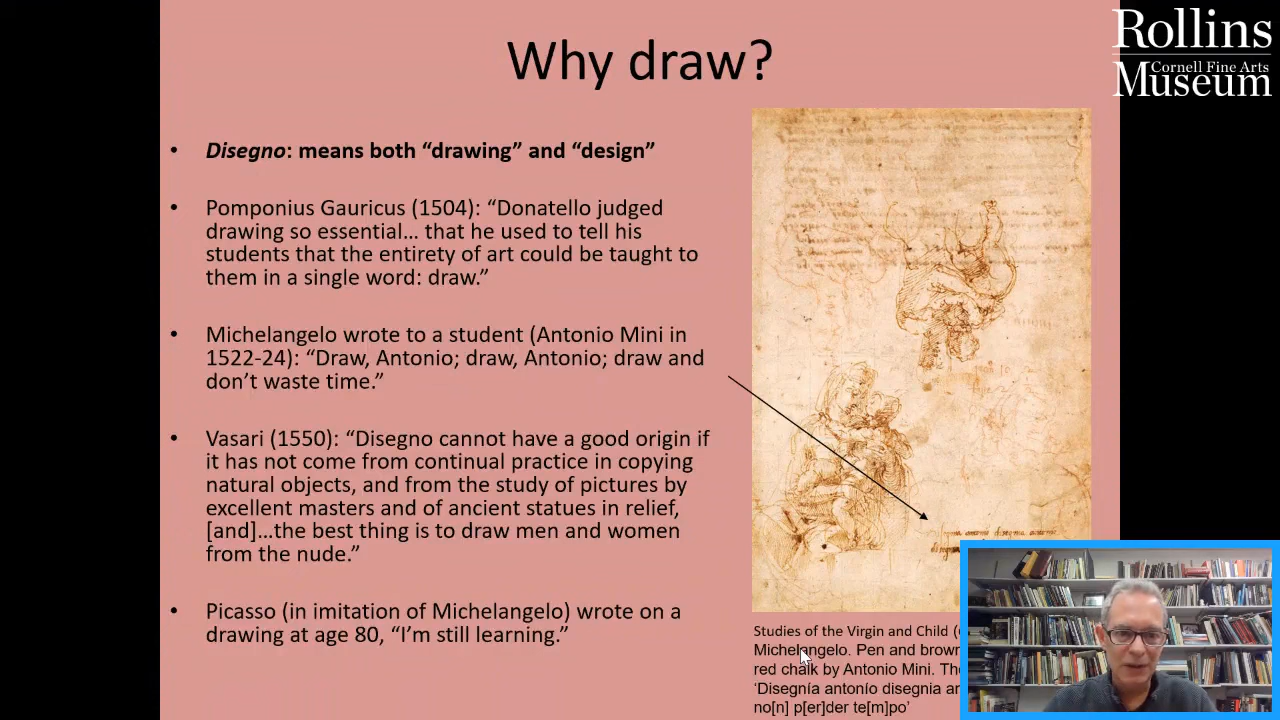 Why draw?
Rollins
Cornell Fine Arts
Museum
• Disegno: means both “drawing” and “design”
• Pomponius Gauricus (1504): “Donatello judged
drawing so essential… that he used to tell his
students that the entirety of art could be taught to
them in a single word: draw.”
• Michelangelo wrote to a student (Antonio Mini in
1522-24): “Draw, Antonio; draw, Antonio; draw and
don’t waste time.”
• Vasari (1550): “Disegno cannot have a good origin if
it has not come from continual practice in copying
natural objects, and from the study of pictures by
excellent masters and of ancient statues in relief,
[and]…the best thing is to draw men and women
from the nude.”
• Picasso (in imitation of Michelangelo) wrote on a
drawing at age 80, “I’m still learning.”
Studies of the Virgin and Child
Michelangelo. Pen and brown
red chalk by Antonio Mini.
‘Disegnía antonío disegnia
no[n] p[er]der te[m]po’